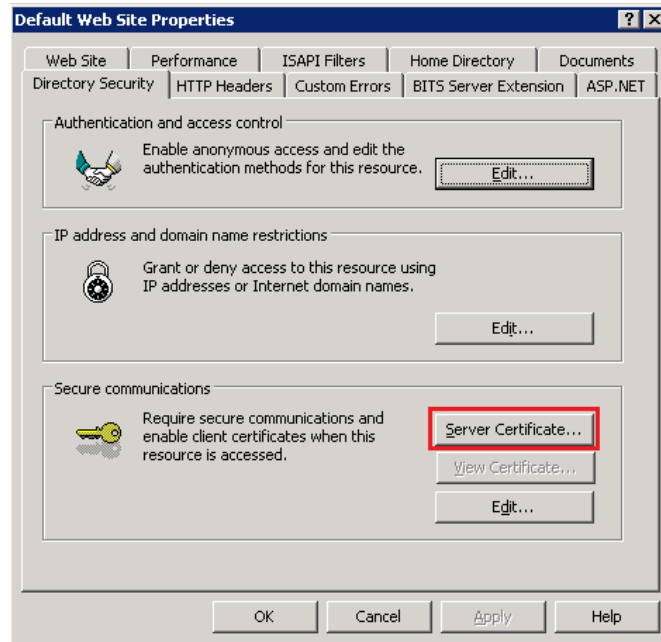 Default Web Site Properties
?
Web Site
Performance
ISAPI Filters
Home Directory
Documents
Directory Security
HTTP Headers
Custom Errors
BITS Server Extension
ASP.NET
Authentication and access control
Enable anonymous access and edit the
authentication methods for this resource.
Edit...
IP address and domain name restrictions
Grant or deny access to this resource using
IP addresses or Internet domain names.
Edit...
Secure communications
Require secure communications and
enable client certificates when this
resource is accessed.
Server Certificate...
View Certificate...
Edit...
OK
Cancel
Apply
Help